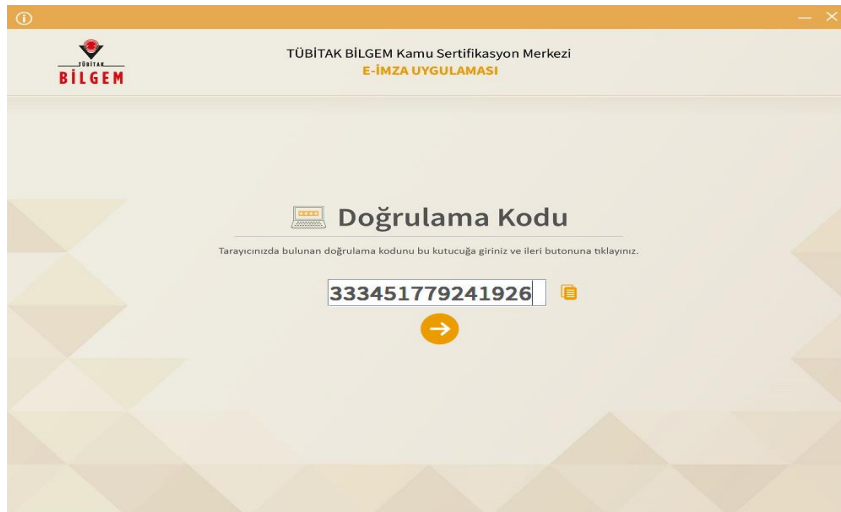 TÜBİTAK
BİLGEM
TÜBİTAK BİLGEM Kamu Sertifikasyon Merkezi
E-İMZA UYGULAMASI
Doğrulama Kodu
Tarayıcınızda bulunan doğrulama kodunu bu kutucuğa giriniz ve ileri butonuna tıklayınız.
333451779241926